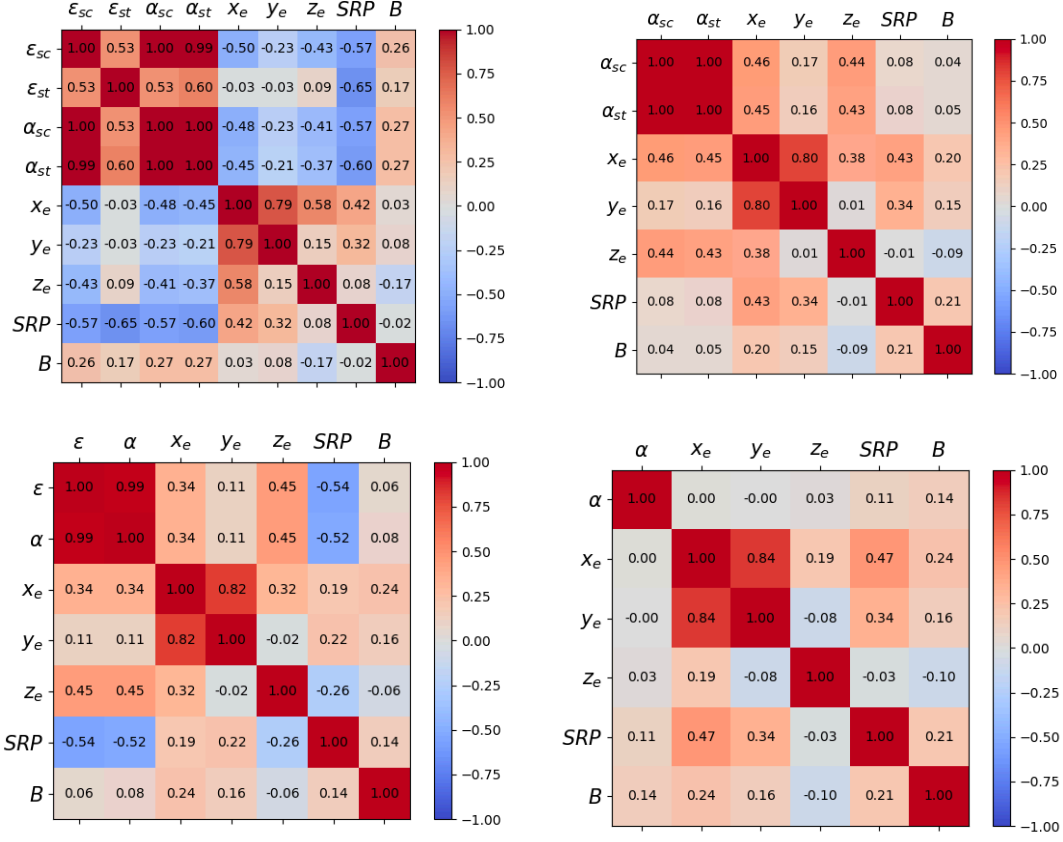 ε_sc ε_st α_sc α_st x_e y_e z_e SRP B
ε_sc 1.00 0.53 1.00 0.99 -0.50 -0.23 -0.43 -0.57 0.26
ε_st 0.53 1.00 0.53 0.60 -0.03 -0.03 0.09 -0.65 0.17
α_sc 1.00 0.53 1.00 1.00 -0.48 -0.23 -0.41 -0.57 0.27
α_st 0.99 0.60 1.00 1.00 -0.45 -0.21 -0.37 -0.60 0.27
x_e -0.50 -0.03 -0.48 -0.45 1.00 0.79 0.58 0.42 0.03
y_e -0.23 -0.03 -0.23 -0.21 0.79 1.00 0.15 0.32 0.08
z_e -0.43 0.09 -0.41 -0.37 0.58 0.15 1.00 0.08 -0.17
SRP -0.57 -0.65 -0.57 -0.60 0.42 0.32 0.08 1.00 -0.02
B 0.26 0.17 0.27 0.27 0.03 0.08 -0.17 -0.02 1.00
1.00
0.75
0.50
0.25
0.00
−0.25
−0.50
−0.75
−1.00
α_sc α_st x_e y_e z_e SRP B
α_sc 1.00 1.00 0.46 0.17 0.44 0.08 0.04
α_st 1.00 1.00 0.45 0.16 0.43 0.08 0.05
x_e 0.46 0.45 1.00 0.80 0.38 0.43 0.20
y_e 0.17 0.16 0.80 1.00 0.01 0.34 0.15
z_e 0.44 0.43 0.38 0.01 1.00 -0.01 -0.09
SRP 0.08 0.08 0.43 0.34 -0.01 1.00 0.21
B 0.04 0.05 0.20 0.15 -0.09 0.21 1.00
1.00
0.75
0.50
0.25
0.00
−0.25
−0.50
−0.75
−1.00
ε α x_e y_e z_e SRP B
ε 1.00 0.99 0.34 0.11 0.45 -0.54 0.06
α 0.99 1.00 0.34 0.11 0.45 -0.52 0.08
x_e 0.34 0.34 1.00 0.82 0.32 0.19 0.24
y_e 0.11 0.11 0.82 1.00 -0.02 0.22 0.16
z_e 0.45 0.45 0.32 -0.02 1.00 -0.26 -0.06
SRP -0.54 -0.52 0.19 0.22 -0.26 1.00 0.14
B 0.06 0.08 0.24 0.16 -0.06 0.14 1.00
1.00
0.75
0.50
0.25
0.00
−0.25
−0.50
−0.75
−1.00
α x_e y_e z_e SRP B
α 1.00 0.00 -0.00 0.03 0.11 0.14
x_e 0.00 1.00 0.84 0.19 0.47 0.24
y_e -0.00 0.84 1.00 -0.08 0.34 0.16
z_e 0.03 0.19 -0.08 1.00 -0.03 -0.10
SRP 0.11 0.47 0.34 -0.03 1.00 0.21
B 0.14 0.24 0.16 -0.10 0.21 1.00
1.00
0.75
0.50
0.25
0.00
−0.25
−0.50
−0.75
−1.00